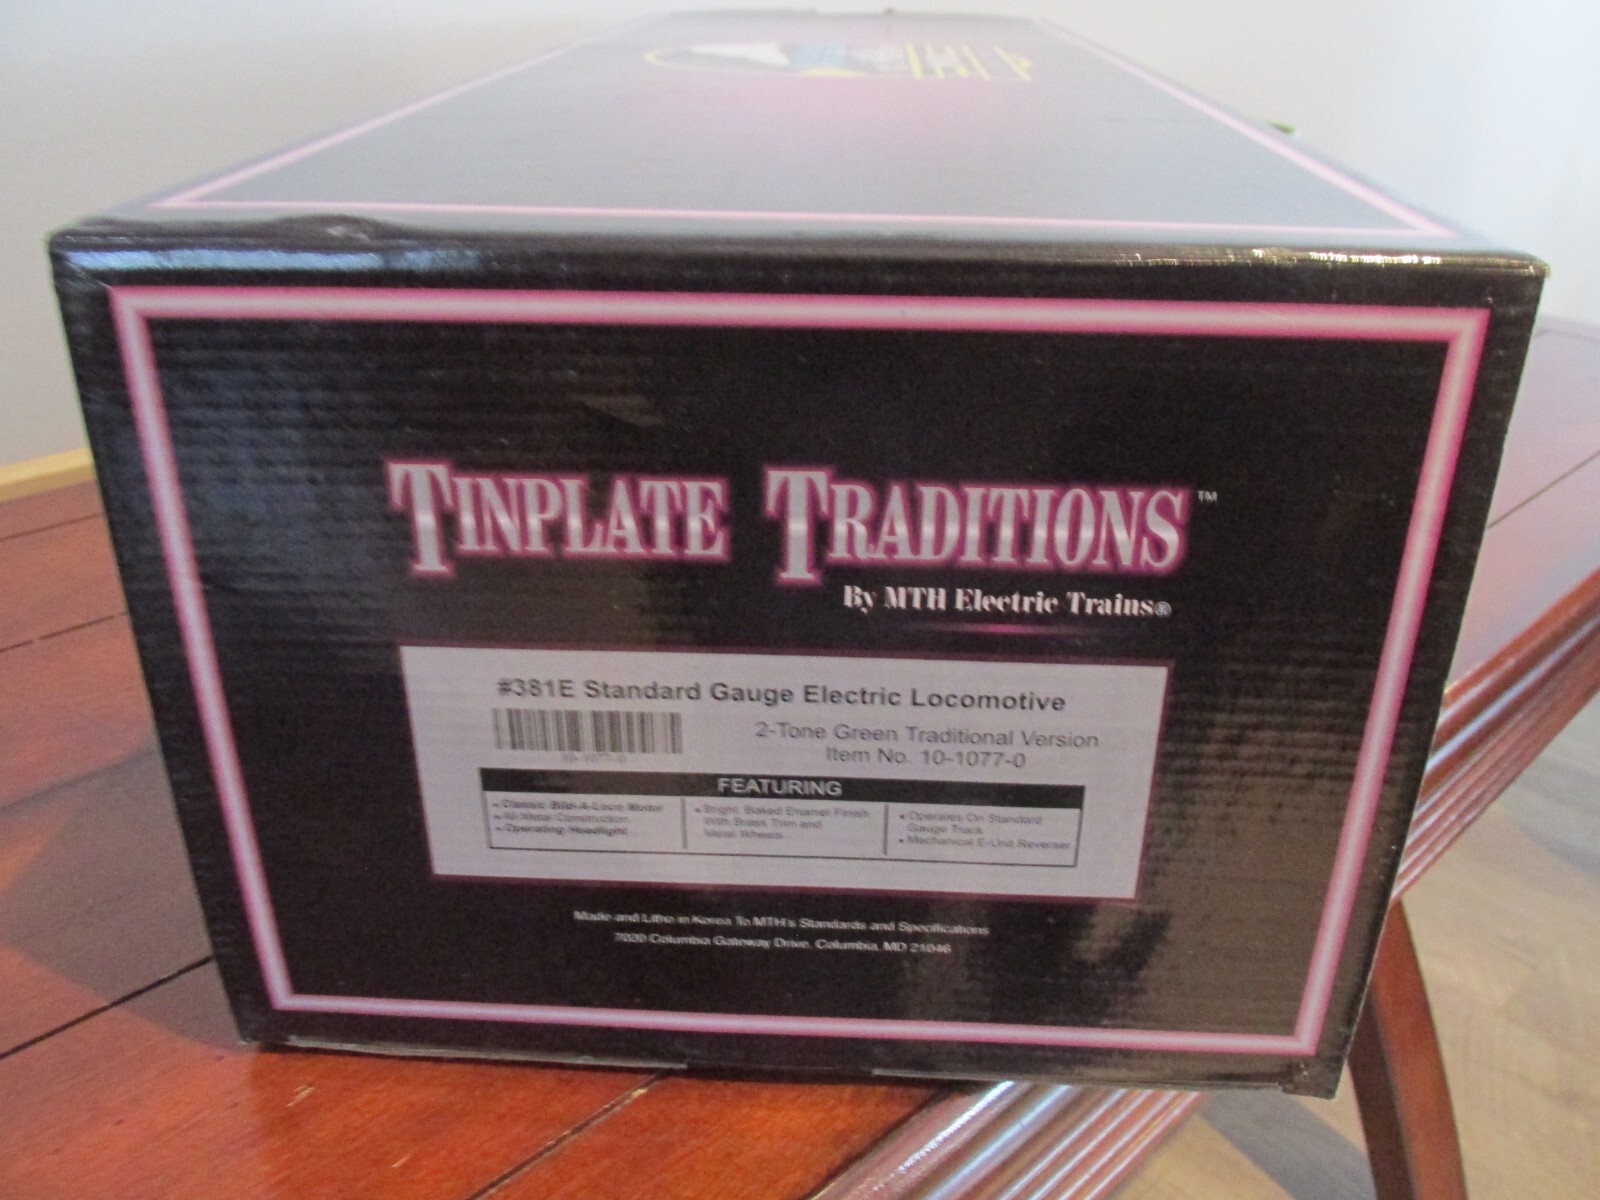 TINPLATE TRADITIONS™
By MTH Electric Trains®
#381E Standard Gauge Electric Locomotive
2-Tone Green Traditional Version
Item No. 10-1077-0
10-1077-0
FEATURING
• Classic Bild-A-Loco Motor
• All-Metal Construction
• Operating Headlight
• Bright, Baked Enamel Finish
With Brass Trim and
Metal Wheels
• Operates On Standard
Gauge Track
• Mechanical E-Unit Reverser
Made and Litho in Korea To MTH's Standards and Specifications
7020 Columbia Gateway Drive, Columbia, MD 21046